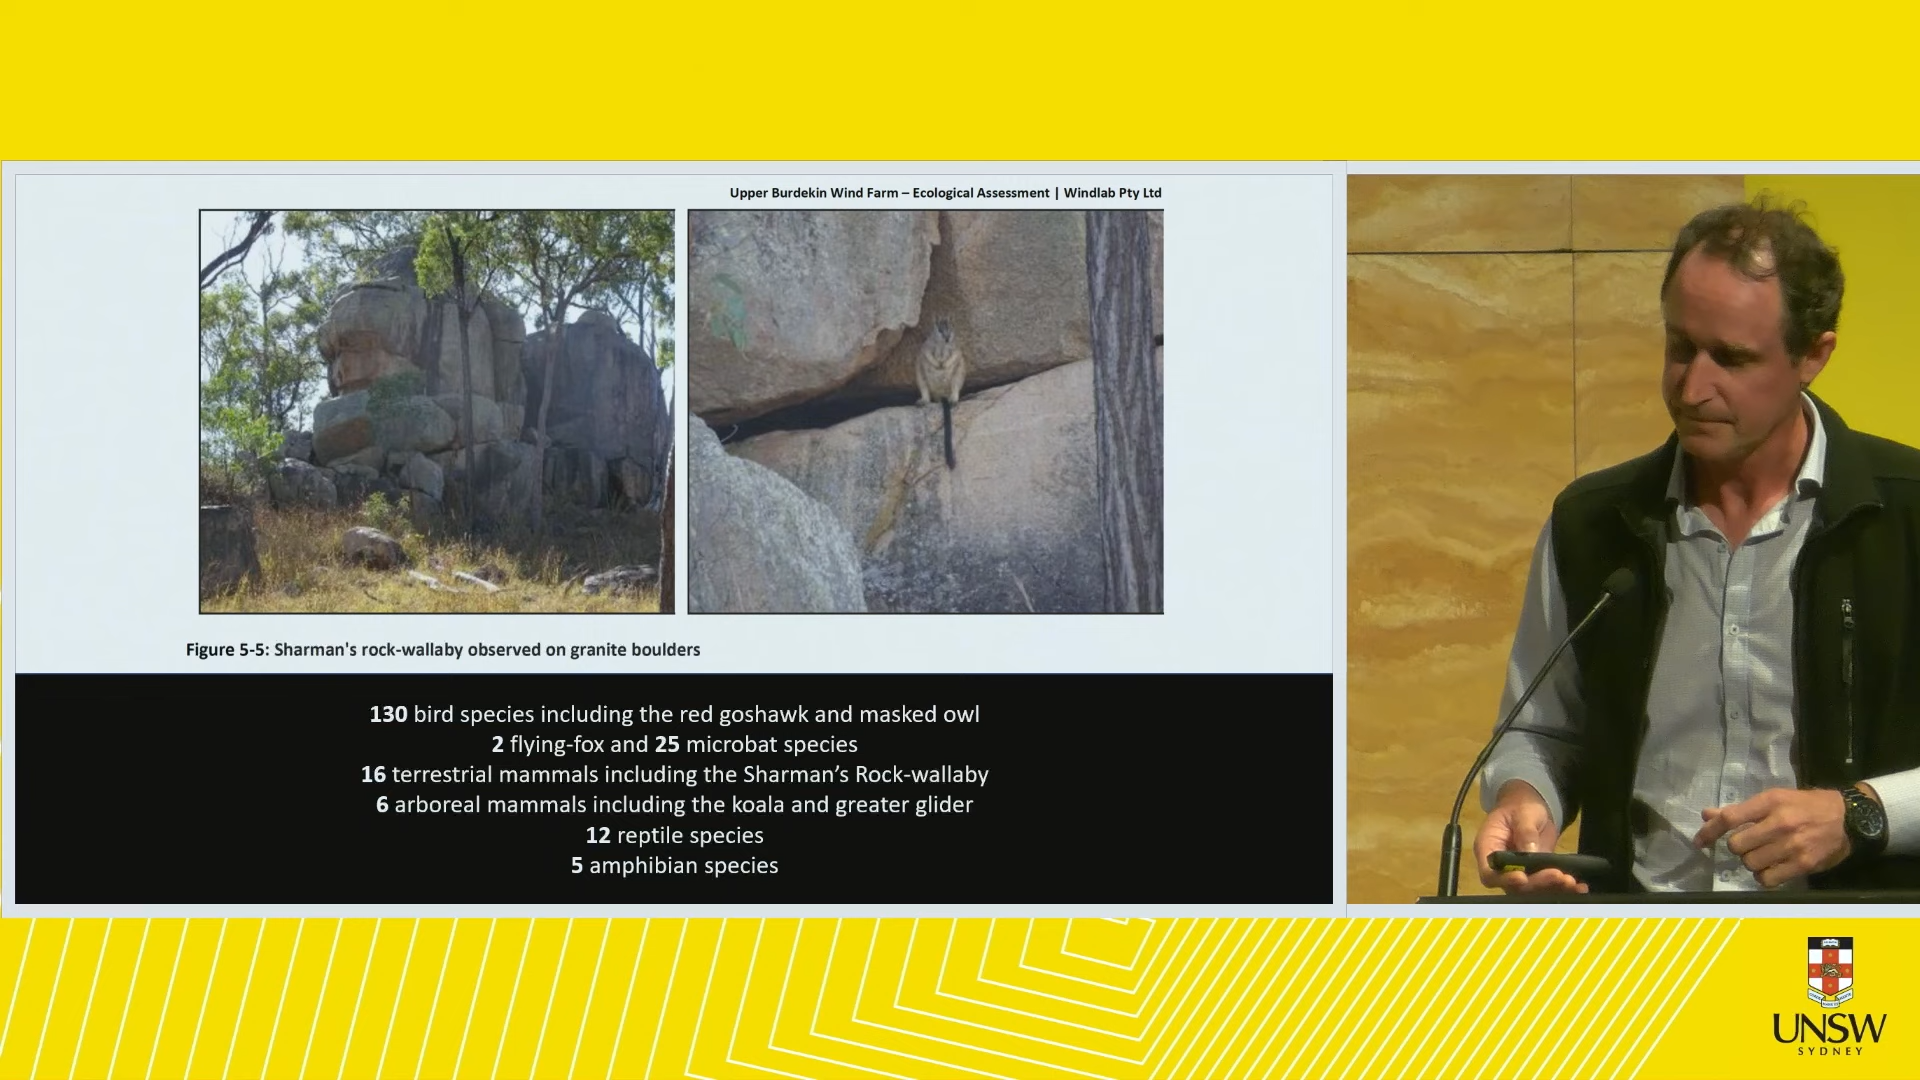 Upper Burdekin Wind Farm – Ecological Assessment | Windlab Pty Ltd
Figure 5-5: Sharman's rock-wallaby observed on granite boulders
130 bird species including the red goshawk and masked owl
2 flying-fox and 25 microbat species
16 terrestrial mammals including the Sharman’s Rock-wallaby
6 arboreal mammals including the koala and greater glider
12 reptile species
5 amphibian species
UNSW
SYDNEY